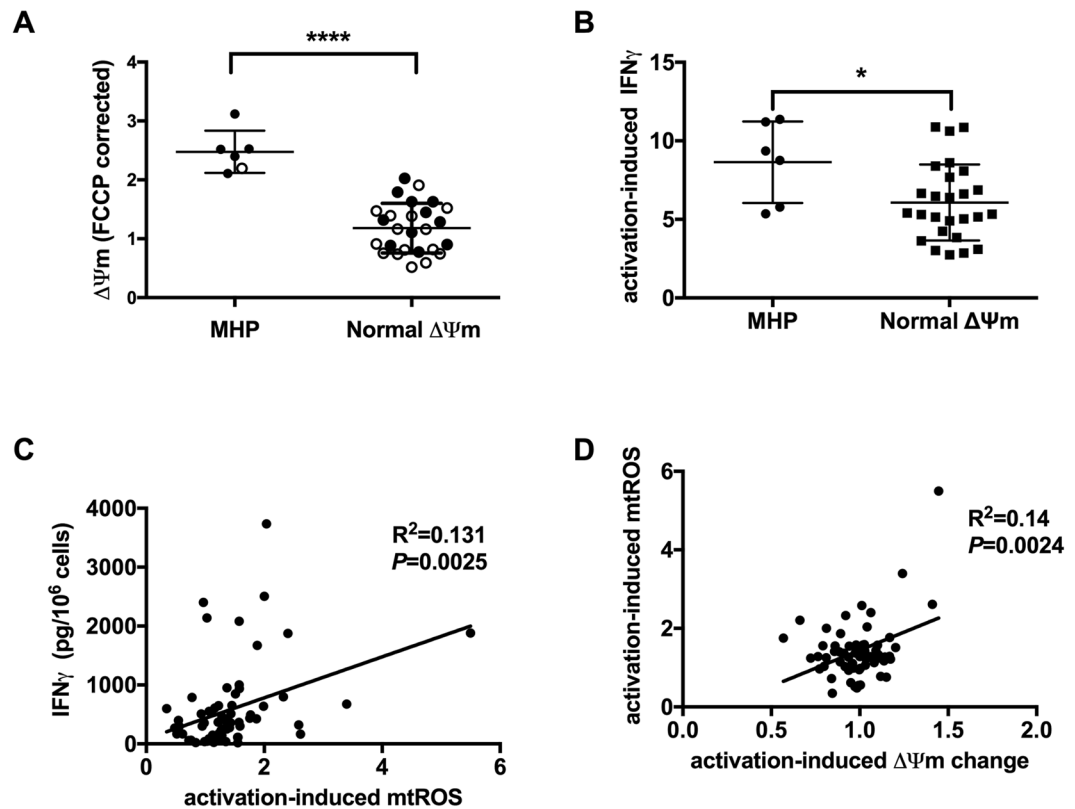 A
****
ΔΨm (FCCP corrected)
4
3
2
1
0
MHP
Normal ΔΨm
B
*
activation-induced IFNγ
15
10
5
0
MHP
Normal ΔΨm
C
IFNγ (pg/10⁶ cells)
4000
3000
2000
1000
0
R²=0.131
P=0.0025
0
2
4
6
activation-induced mtROS
D
activation-induced mtROS
6
4
2
0
R²=0.14
P=0.0024
0.0
0.5
1.0
1.5
2.0
activation-induced ΔΨm change